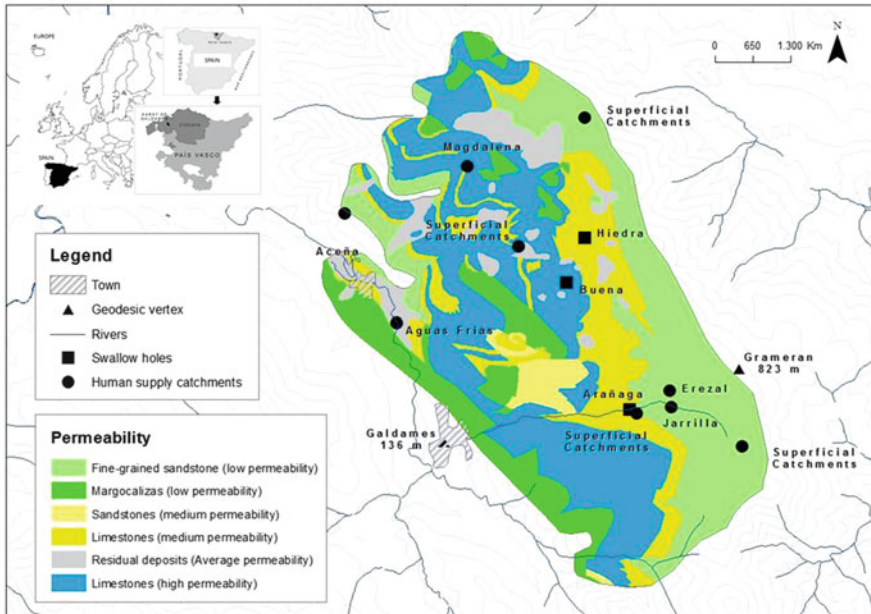 EUROPE
PAÍS VASCO
SPAIN
PORTUGAL
SPAIN
PAÍS VASCO
N
0 650 1.300 Km
Superficial
Catchments
Magdalena
Superficial
Catchments
Hiedra
Aceña
Buena
Aguas Frias
Grameran
823 m
Erezal
Arañaga
Jarrilla
Superficial
Catchments
Galdames
136 m
Superficial
Catchments
Legend
Town
Geodesic vertex
Rivers
Swallow holes
Human supply catchments
Permeability
Fine-grained sandstone (low permeability)
Margocalizas (low permeability)
Sandstones (medium permeability)
Limestones (medium permeability)
Residual deposits (Average permeability)
Limestones (high permeability)